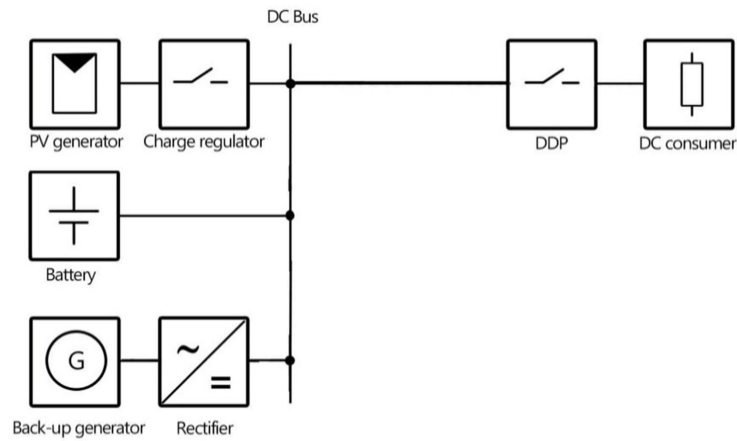 DC Bus
PV generator
Charge regulator
DDP
DC consumer
Battery
G
Back-up generator
Rectifier